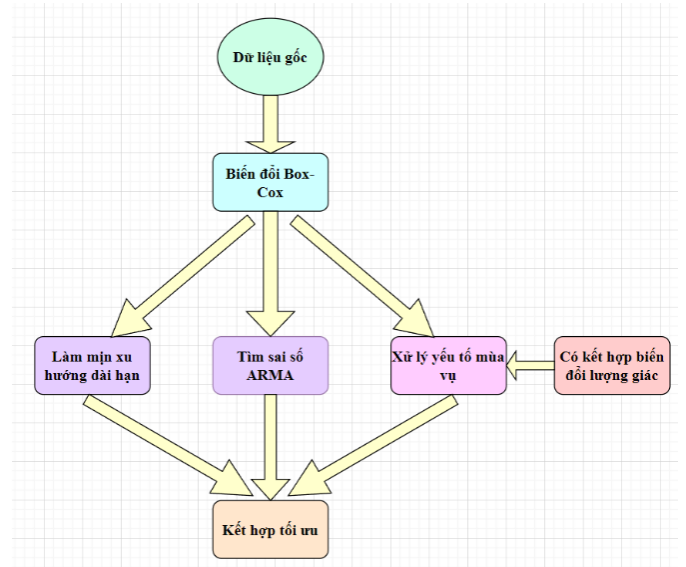 Dữ liệu gốc
Biến đổi Box-
Cox
Làm mịn xu
hướng dài hạn
Tìm sai số
ARMA
Xử lý yếu tố mùa
vụ
Có kết hợp biến
đổi lượng giác
Kết hợp tối ưu